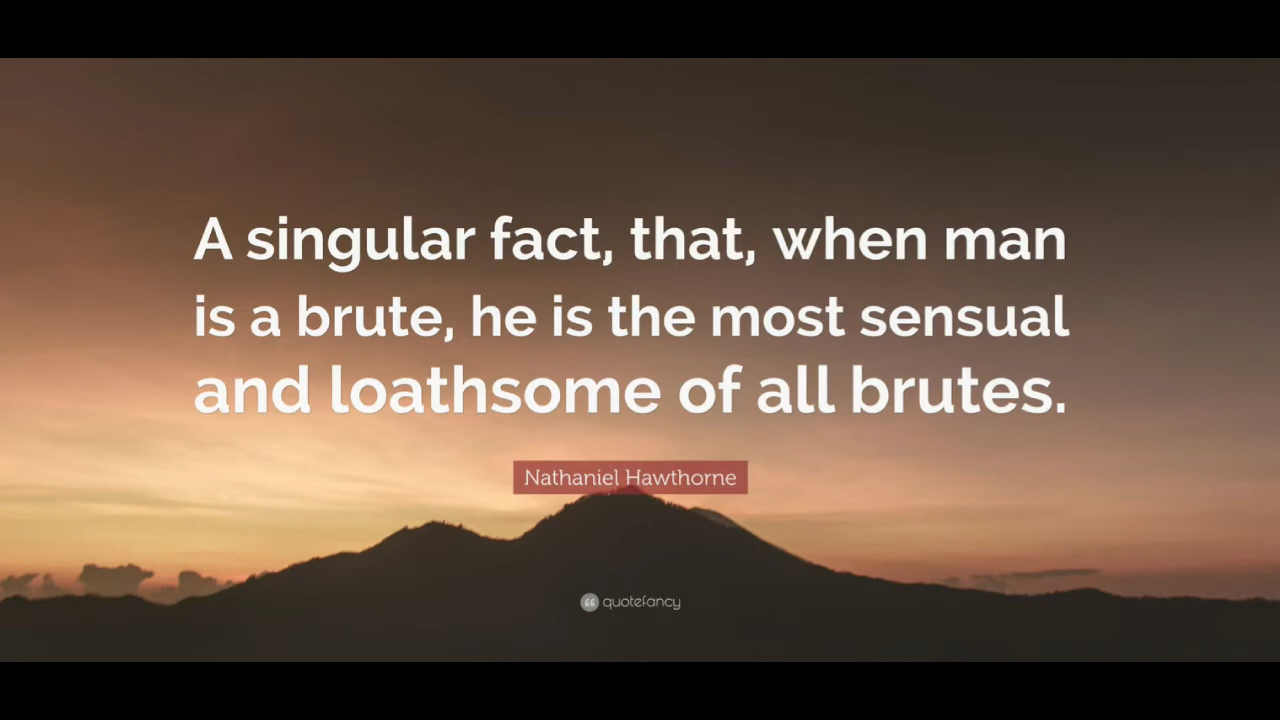 A singular fact, that, when man
is a brute, he is the most sensual
and loathsome of all brutes.
Nathaniel Hawthorne
quotefancy